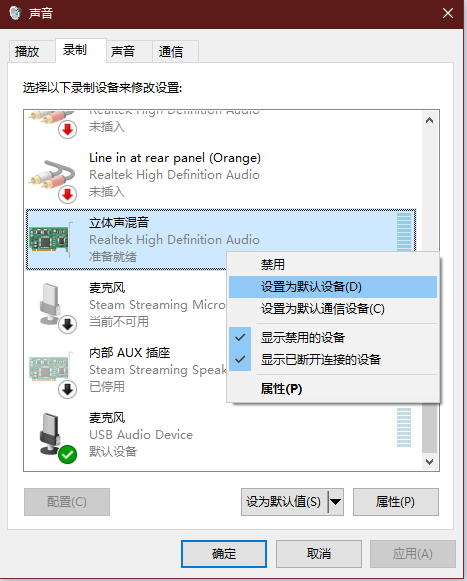 声音
播放 录制 声音 通信
选择以下录制设备来修改设置:
Realtek High Definition Audio
未插入
Line in at rear panel (Orange)
Realtek High Definition Audio
未插入
立体声混音
Realtek High Definition Audio
准备就绪
麦克风
Steam Streaming Micro
当前不可用
内部 AUX 插座
Steam Streaming Speak
已停用
麦克风
USB Audio Device
默认设备
禁用
设置为默认设备(D)
设置为默认通信设备(C)
显示禁用的设备
显示已断开连接的设备
属性(P)
配置(C) 设为默认值(S) 属性(P)
确定 取消 应用(A)